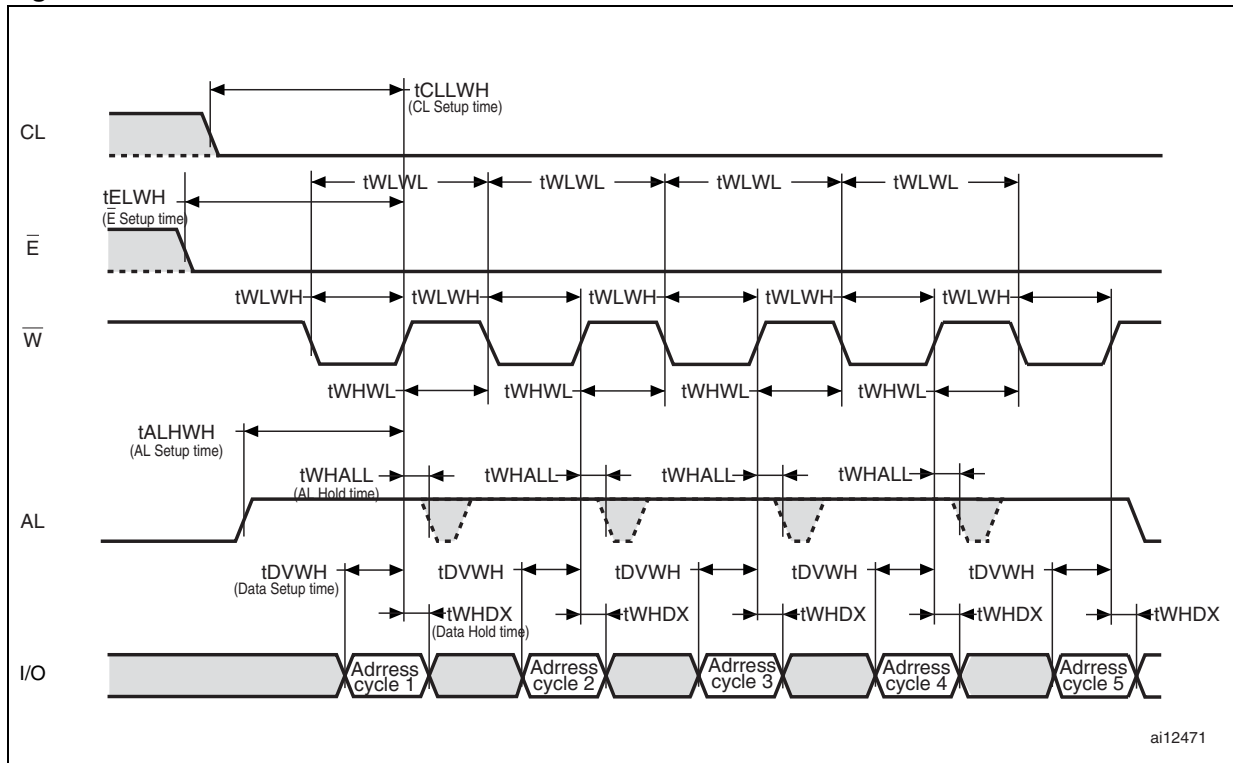 tCLLWH
(CL Setup time)
CL
tWLWL tWLWL tWLWL tWLWL
tELWH
(E̅ Setup time)
E̅
tWLWH tWLWH tWLWH tWLWH tWLWH
W̅
tWHWL tWHWL tWHWL tWHWL
tALHWH
(AL Setup time)
tWHALL tWHALL tWHALL tWHALL
(AL Hold time)
AL
tDVWH tDVWH tDVWH tDVWH tDVWH
(Data Setup time)
tWHDX tWHDX tWHDX tWHDX tWHDX
(Data Hold time)
I/O
Adrress Adrress Adrress Adrress Adrress
cycle 1 cycle 2 cycle 3 cycle 4 cycle 5
ai12471